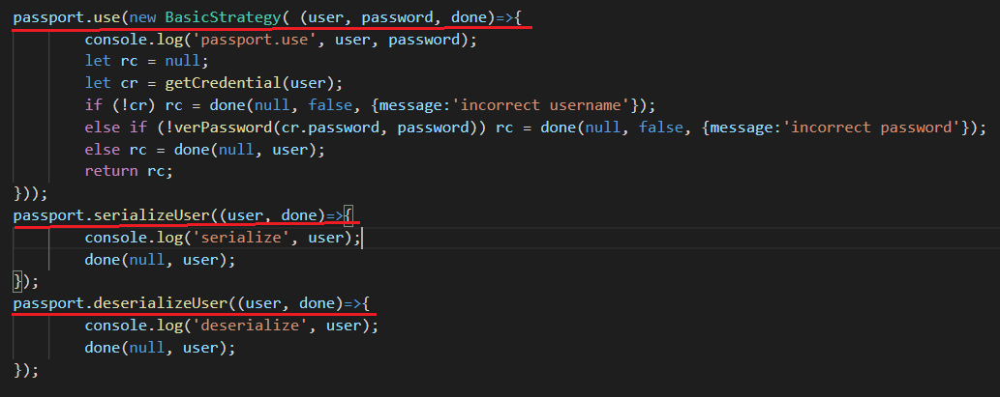 passport.use(new BasicStrategy( (user, password, done)=>{
console.log('passport.use', user, password);
let rc = null;
let cr = getCredential(user);
if (!cr) rc = done(null, false, {message:'incorrect username'});
else if (!verPassword(cr.password, password)) rc = done(null, false, {message:'incorrect password'});
else rc = done(null, user);
return rc;
}));
passport.serializeUser((user, done)=>{
console.log('serialize', user);
done(null, user);
});
passport.deserializeUser((user, done)=>{
console.log('deserialize', user);
done(null, user);
});